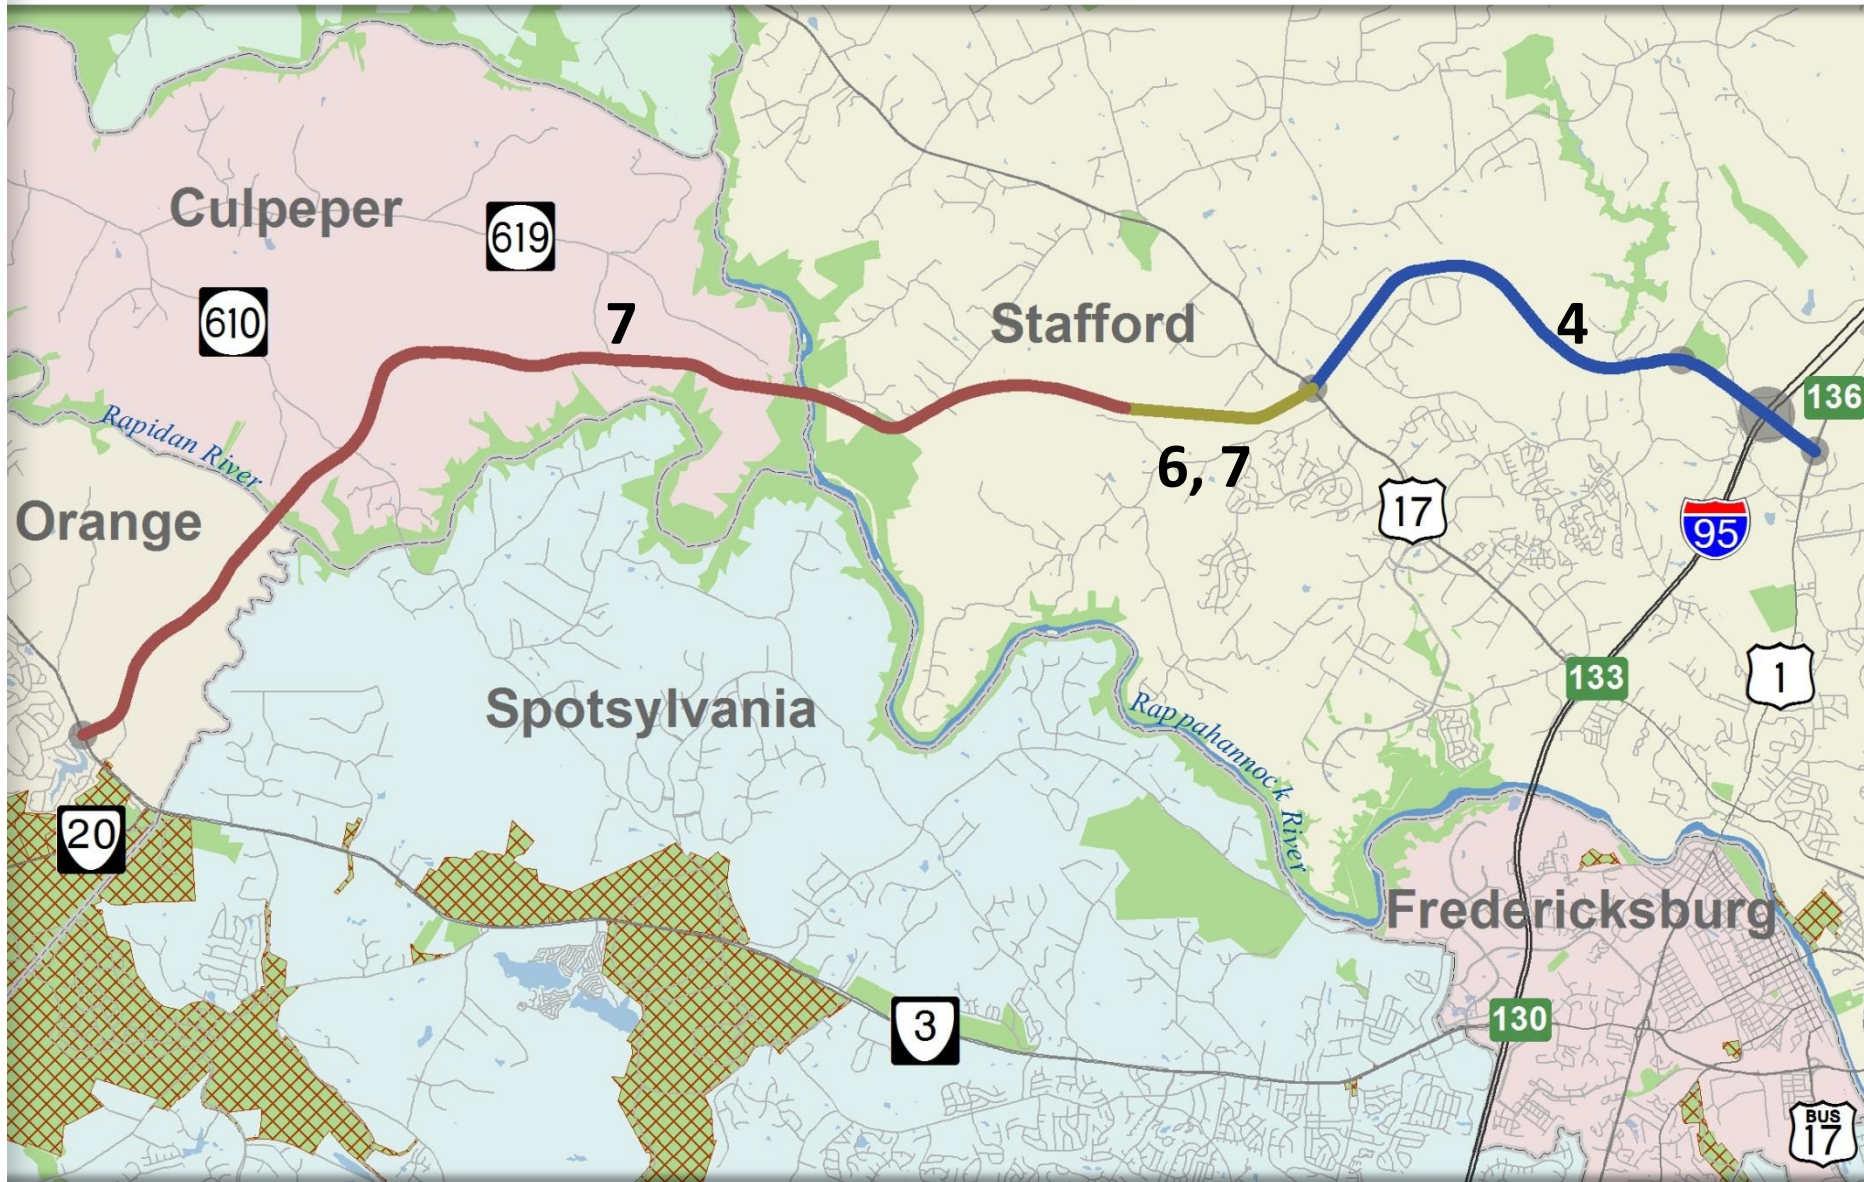 Culpeper
619
610
7
Stafford
4
136
Rapidan River
6, 7
Orange
17
95
133
1
Spotsylvania
Rappahannock River
20
Fredericksburg
3
130
BUS
17